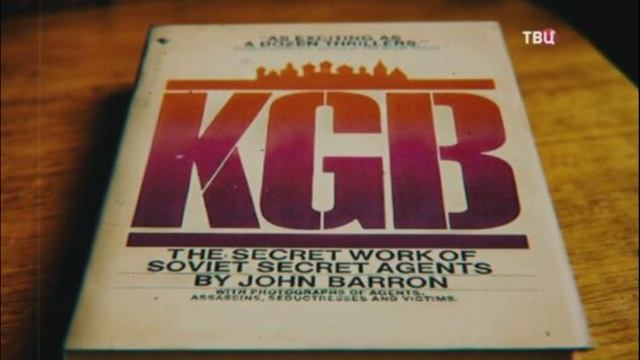 ТВЦ
"AS EXCITING AS
A DOZEN THRILLERS"
KGB
THE SECRET WORK OF
SOVIET SECRET AGENTS
BY JOHN BARRON
WITH PHOTOGRAPHS OF AGENTS,
ASSASSINS, SEDUCTRESSES AND VICTIMS.